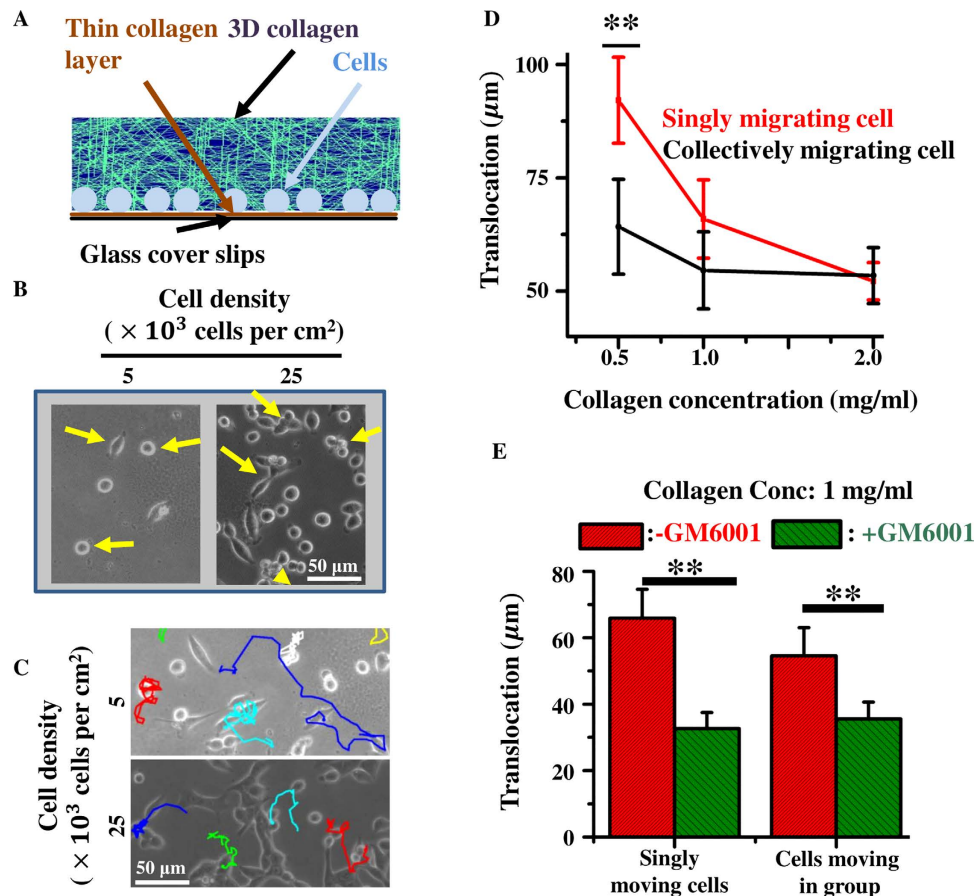 A
Thin collagen
layer
3D collagen
Cells
Glass cover slips
B
Cell density
( × 10³ cells per cm²)
5
25
50 μm
C
Cell density
( × 10³ cells per cm²)
5
25
50 μm
D
**
Translocation (μm)
100
75
50
Singly migrating cell
Collectively migrating cell
0.5
1.0
2.0
Collagen concentration (mg/ml)
E
Collagen Conc: 1 mg/ml
:-GM6001
: +GM6001
**
**
Translocation (μm)
80
60
40
20
0
Singly
moving cells
Cells moving
in group